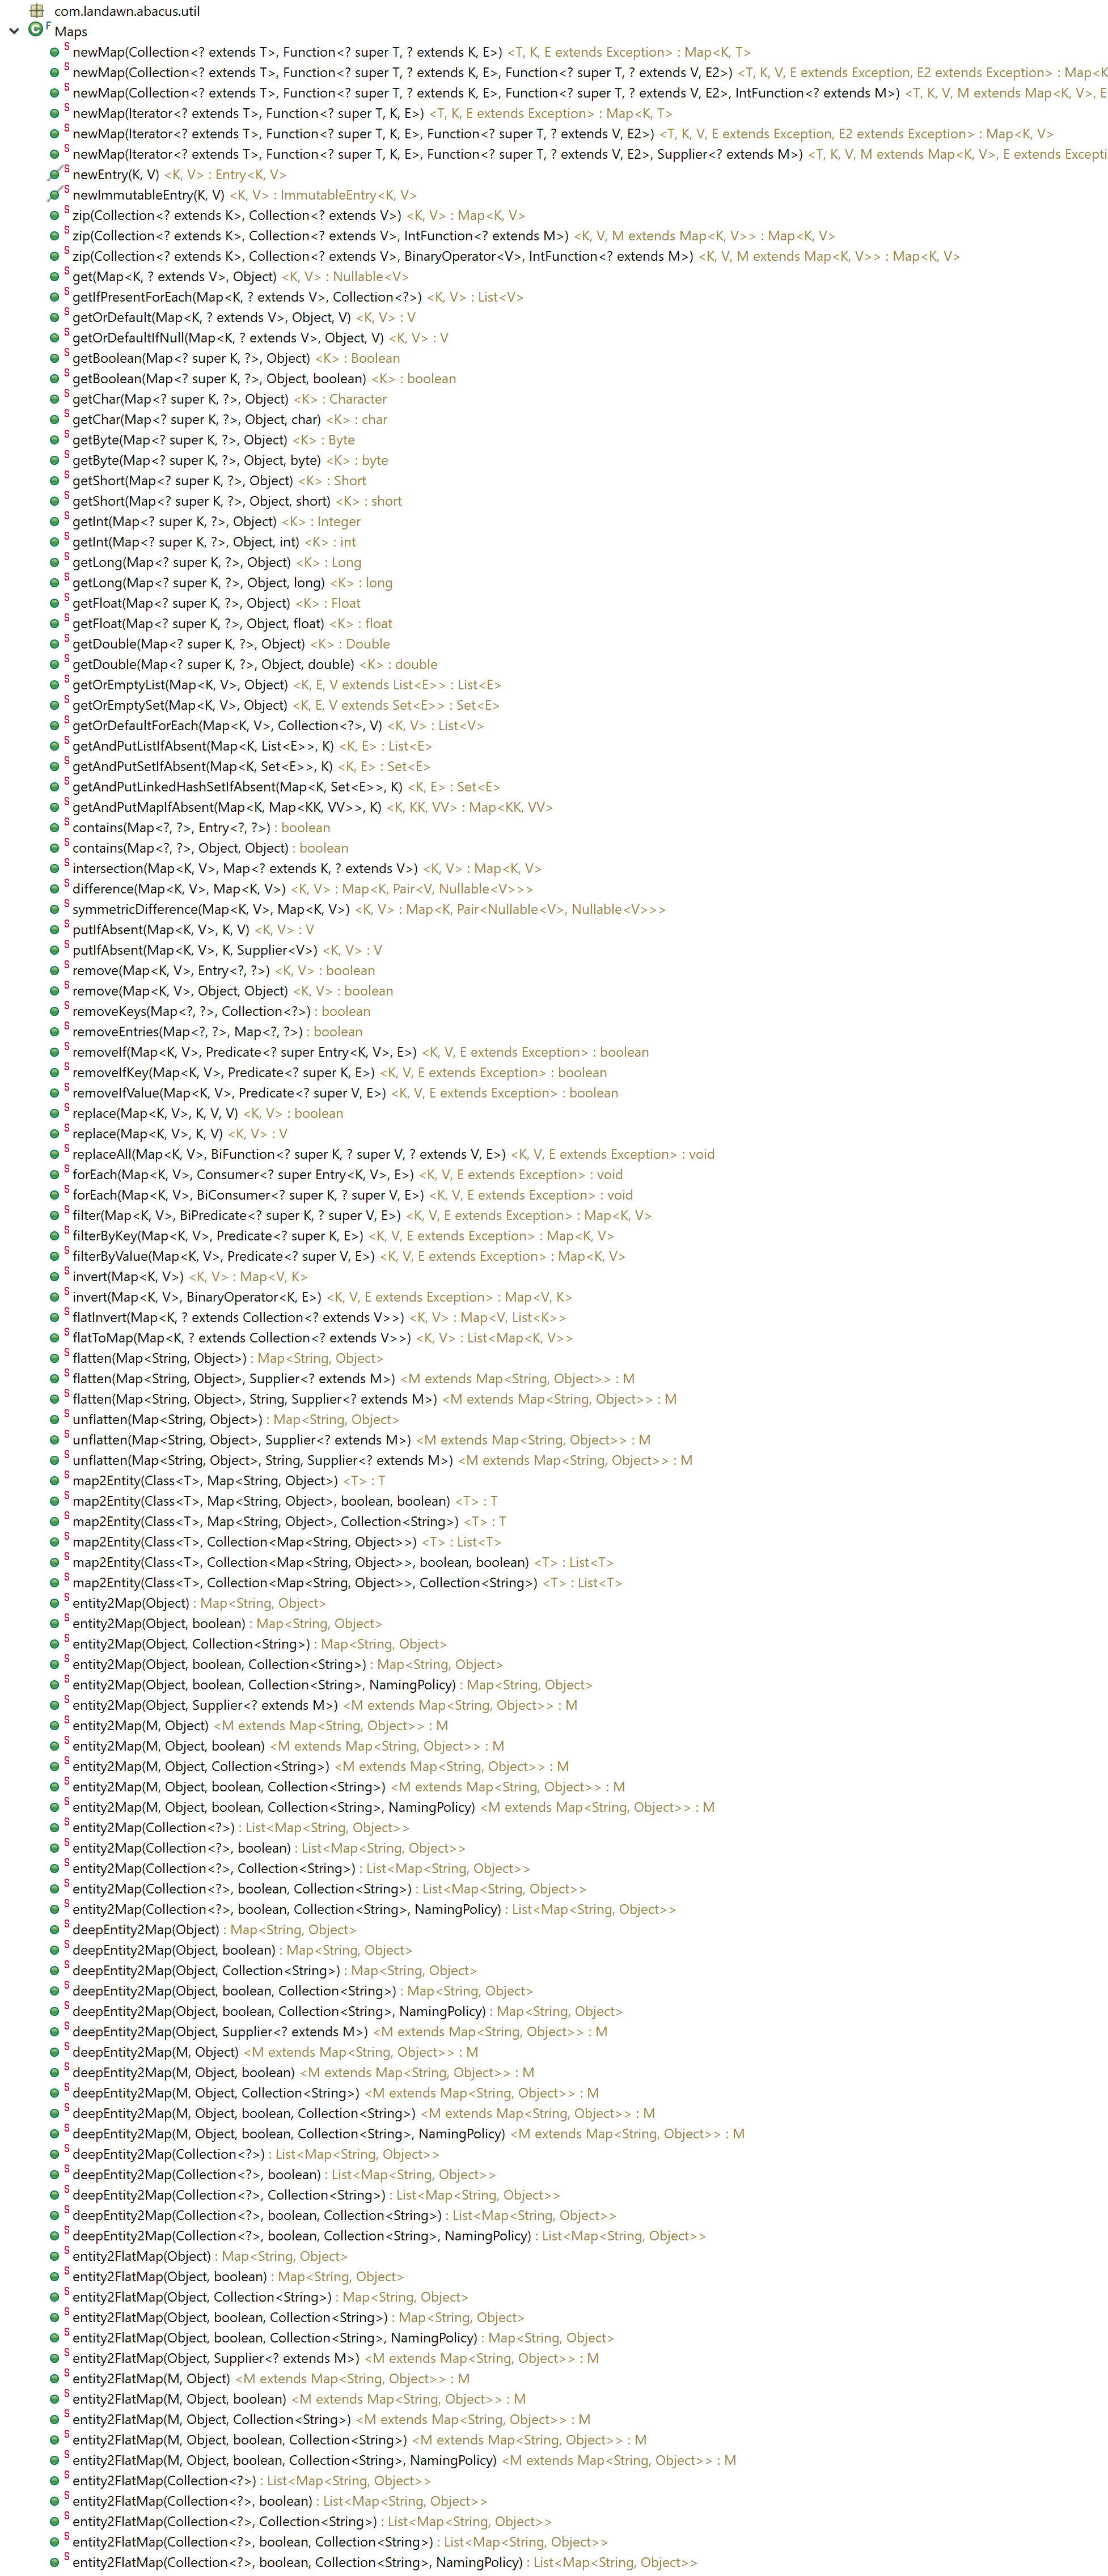 com.landawn.abacus.util
C F Maps
S newMap(Collection<? extends T>, Function<? super T, ? extends K, E>) <T, K, E extends Exception> : Map<K, T>
S newMap(Collection<? extends T>, Function<? super T, ? extends K, E>, Function<? super T, ? extends V, E2>) <T, K, V, E extends Exception, E2 extends Exception> : Map<K
S newMap(Collection<? extends T>, Function<? super T, ? extends K, E>, Function<? super T, ? extends V, E2>, IntFunction<? extends M>) <T, K, V, M extends Map<K, V>, E
S newMap(Iterator<? extends T>, Function<? super T, K, E>) <T, K, E extends Exception> : Map<K, T>
S newMap(Iterator<? extends T>, Function<? super T, K, E>, Function<? super T, ? extends V, E2>) <T, K, V, E extends Exception, E2 extends Exception> : Map<K, V>
S newMap(Iterator<? extends T>, Function<? super T, K, E>, Function<? super T, ? extends V, E2>, Supplier<? extends M>) <T, K, V, M extends Map<K, V>, E extends Excepti
S newEntry(K, V) <K, V> : Entry<K, V>
S newImmutableEntry(K, V) <K, V> : ImmutableEntry<K, V>
S zip(Collection<? extends K>, Collection<? extends V>) <K, V> : Map<K, V>
S zip(Collection<? extends K>, Collection<? extends V>, IntFunction<? extends M>) <K, V, M extends Map<K, V>> : Map<K, V>
S zip(Collection<? extends K>, Collection<? extends V>, BinaryOperator<V>, IntFunction<? extends M>) <K, V, M extends Map<K, V>> : Map<K, V>
S get(Map<K, ? extends V>, Object) <K, V> : Nullable<V>
S getIfPresentForEach(Map<K, ? extends V>, Collection<?>) <K, V> : List<V>
S getOrDefault(Map<K, ? extends V>, Object, V) <K, V> : V
S getOrDefaultIfNull(Map<K, ? extends V>, Object, V) <K, V> : V
S getBoolean(Map<? super K, ?>, Object) <K> : Boolean
S getBoolean(Map<? super K, ?>, Object, boolean) <K> : boolean
S getChar(Map<? super K, ?>, Object) <K> : Character
S getChar(Map<? super K, ?>, Object, char) <K> : char
S getByte(Map<? super K, ?>, Object) <K> : Byte
S getByte(Map<? super K, ?>, Object, byte) <K> : byte
S getShort(Map<? super K, ?>, Object) <K> : Short
S getShort(Map<? super K, ?>, Object, short) <K> : short
S getInt(Map<? super K, ?>, Object) <K> : Integer
S getInt(Map<? super K, ?>, Object, int) <K> : int
S getLong(Map<? super K, ?>, Object) <K> : Long
S getLong(Map<? super K, ?>, Object, long) <K> : long
S getFloat(Map<? super K, ?>, Object) <K> : Float
S getFloat(Map<? super K, ?>, Object, float) <K> : float
S getDouble(Map<? super K, ?>, Object) <K> : Double
S getDouble(Map<? super K, ?>, Object, double) <K> : double
S getOrEmptyList(Map<K, V>, Object) <K, E, V extends List<E>> : List<E>
S getOrEmptySet(Map<K, V>, Object) <K, E, V extends Set<E>> : Set<E>
S getOrDefaultForEach(Map<K, V>, Collection<?>, V) <K, V> : List<V>
S getAndPutListIfAbsent(Map<K, List<E>>, K) <K, E> : List<E>
S getAndPutSetIfAbsent(Map<K, Set<E>>, K) <K, E> : Set<E>
S getAndPutLinkedHashSetIfAbsent(Map<K, Set<E>>, K) <K, E> : Set<E>
S getAndPutMapIfAbsent(Map<K, Map<KK, VV>>, K) <K, KK, VV> : Map<KK, VV>
S contains(Map<?, ?>, Entry<?, ?>) : boolean
S contains(Map<?, ?>, Object, Object) : boolean
S intersection(Map<K, V>, Map<? extends K, ? extends V>) <K, V> : Map<K, V>
S difference(Map<K, V>, Map<K, V>) <K, V> : Map<K, Pair<V, Nullable<V>>>
S symmetricDifference(Map<K, V>, Map<K, V>) <K, V> : Map<K, Pair<Nullable<V>, Nullable<V>>>
S putIfAbsent(Map<K, V>, K, V) <K, V> : V
S putIfAbsent(Map<K, V>, K, Supplier<V>) <K, V> : V
S remove(Map<K, V>, Entry<?, ?>) <K, V> : boolean
S remove(Map<K, V>, Object, Object) <K, V> : boolean
S removeKeys(Map<?, ?>, Collection<?>) : boolean
S removeEntries(Map<?, ?>, Map<?, ?>) : boolean
S removeIf(Map<K, V>, Predicate<? super Entry<K, V>, E>) <K, V, E extends Exception> : boolean
S removeIfKey(Map<K, V>, Predicate<? super K, E>) <K, V, E extends Exception> : boolean
S removeIfValue(Map<K, V>, Predicate<? super V, E>) <K, V, E extends Exception> : boolean
S replace(Map<K, V>, K, V, V) <K, V> : boolean
S replace(Map<K, V>, K, V) <K, V> : V
S replaceAll(Map<K, V>, BiFunction<? super K, ? super V, ? extends V, E>) <K, V, E extends Exception> : void
S forEach(Map<K, V>, Consumer<? super Entry<K, V>, E>) <K, V, E extends Exception> : void
S forEach(Map<K, V>, BiConsumer<? super K, ? super V, E>) <K, V, E extends Exception> : void
S filter(Map<K, V>, BiPredicate<? super K, ? super V, E>) <K, V, E extends Exception> : Map<K, V>
S filterByKey(Map<K, V>, Predicate<? super K, E>) <K, V, E extends Exception> : Map<K, V>
S filterByValue(Map<K, V>, Predicate<? super V, E>) <K, V, E extends Exception> : Map<K, V>
S invert(Map<K, V>) <K, V> : Map<V, K>
S invert(Map<K, V>, BinaryOperator<K, E>) <K, V, E extends Exception> : Map<V, K>
S flatInvert(Map<K, ? extends Collection<? extends V>>) <K, V> : Map<V, List<K>>
S flatToMap(Map<K, ? extends Collection<? extends V>>) <K, V> : List<Map<K, V>>
S flatten(Map<String, Object>) : Map<String, Object>
S flatten(Map<String, Object>, Supplier<? extends M>) <M extends Map<String, Object>> : M
S flatten(Map<String, Object>, String, Supplier<? extends M>) <M extends Map<String, Object>> : M
S unflatten(Map<String, Object>) : Map<String, Object>
S unflatten(Map<String, Object>, Supplier<? extends M>) <M extends Map<String, Object>> : M
S unflatten(Map<String, Object>, String, Supplier<? extends M>) <M extends Map<String, Object>> : M
S map2Entity(Class<T>, Map<String, Object>) <T> : T
S map2Entity(Class<T>, Map<String, Object>, boolean, boolean) <T> : T
S map2Entity(Class<T>, Map<String, Object>, Collection<String>) <T> : T
S map2Entity(Class<T>, Collection<Map<String, Object>>) <T> : List<T>
S map2Entity(Class<T>, Collection<Map<String, Object>>, boolean, boolean) <T> : List<T>
S map2Entity(Class<T>, Collection<Map<String, Object>>, Collection<String>) <T> : List<T>
S entity2Map(Object) : Map<String, Object>
S entity2Map(Object, boolean) : Map<String, Object>
S entity2Map(Object, Collection<String>) : Map<String, Object>
S entity2Map(Object, boolean, Collection<String>) : Map<String, Object>
S entity2Map(Object, boolean, Collection<String>, NamingPolicy) : Map<String, Object>
S entity2Map(Object, Supplier<? extends M>) <M extends Map<String, Object>> : M
S entity2Map(M, Object) <M extends Map<String, Object>> : M
S entity2Map(M, Object, boolean) <M extends Map<String, Object>> : M
S entity2Map(M, Object, Collection<String>) <M extends Map<String, Object>> : M
S entity2Map(M, Object, boolean, Collection<String>) <M extends Map<String, Object>> : M
S entity2Map(M, Object, boolean, Collection<String>, NamingPolicy) <M extends Map<String, Object>> : M
S entity2Map(Collection<?>) : List<Map<String, Object>>
S entity2Map(Collection<?>, boolean) : List<Map<String, Object>>
S entity2Map(Collection<?>, Collection<String>) : List<Map<String, Object>>
S entity2Map(Collection<?>, boolean, Collection<String>) : List<Map<String, Object>>
S entity2Map(Collection<?>, boolean, Collection<String>, NamingPolicy) : List<Map<String, Object>>
S deepEntity2Map(Object) : Map<String, Object>
S deepEntity2Map(Object, boolean) : Map<String, Object>
S deepEntity2Map(Object, Collection<String>) : Map<String, Object>
S deepEntity2Map(Object, boolean, Collection<String>) : Map<String, Object>
S deepEntity2Map(Object, boolean, Collection<String>, NamingPolicy) : Map<String, Object>
S deepEntity2Map(Object, Supplier<? extends M>) <M extends Map<String, Object>> : M
S deepEntity2Map(M, Object) <M extends Map<String, Object>> : M
S deepEntity2Map(M, Object, boolean) <M extends Map<String, Object>> : M
S deepEntity2Map(M, Object, Collection<String>) <M extends Map<String, Object>> : M
S deepEntity2Map(M, Object, boolean, Collection<String>) <M extends Map<String, Object>> : M
S deepEntity2Map(M, Object, boolean, Collection<String>, NamingPolicy) <M extends Map<String, Object>> : M
S deepEntity2Map(Collection<?>) : List<Map<String, Object>>
S deepEntity2Map(Collection<?>, boolean) : List<Map<String, Object>>
S deepEntity2Map(Collection<?>, Collection<String>) : List<Map<String, Object>>
S deepEntity2Map(Collection<?>, boolean, Collection<String>) : List<Map<String, Object>>
S deepEntity2Map(Collection<?>, boolean, Collection<String>, NamingPolicy) : List<Map<String, Object>>
S entity2FlatMap(Object) : Map<String, Object>
S entity2FlatMap(Object, boolean) : Map<String, Object>
S entity2FlatMap(Object, Collection<String>) : Map<String, Object>
S entity2FlatMap(Object, boolean, Collection<String>) : Map<String, Object>
S entity2FlatMap(Object, boolean, Collection<String>, NamingPolicy) : Map<String, Object>
S entity2FlatMap(Object, Supplier<? extends M>) <M extends Map<String, Object>> : M
S entity2FlatMap(M, Object) <M extends Map<String, Object>> : M
S entity2FlatMap(M, Object, boolean) <M extends Map<String, Object>> : M
S entity2FlatMap(M, Object, Collection<String>) <M extends Map<String, Object>> : M
S entity2FlatMap(M, Object, boolean, Collection<String>) <M extends Map<String, Object>> : M
S entity2FlatMap(M, Object, boolean, Collection<String>, NamingPolicy) <M extends Map<String, Object>> : M
S entity2FlatMap(Collection<?>) : List<Map<String, Object>>
S entity2FlatMap(Collection<?>, boolean) : List<Map<String, Object>>
S entity2FlatMap(Collection<?>, Collection<String>) : List<Map<String, Object>>
S entity2FlatMap(Collection<?>, boolean, Collection<String>) : List<Map<String, Object>>
S entity2FlatMap(Collection<?>, boolean, Collection<String>, NamingPolicy) : List<Map<String, Object>>